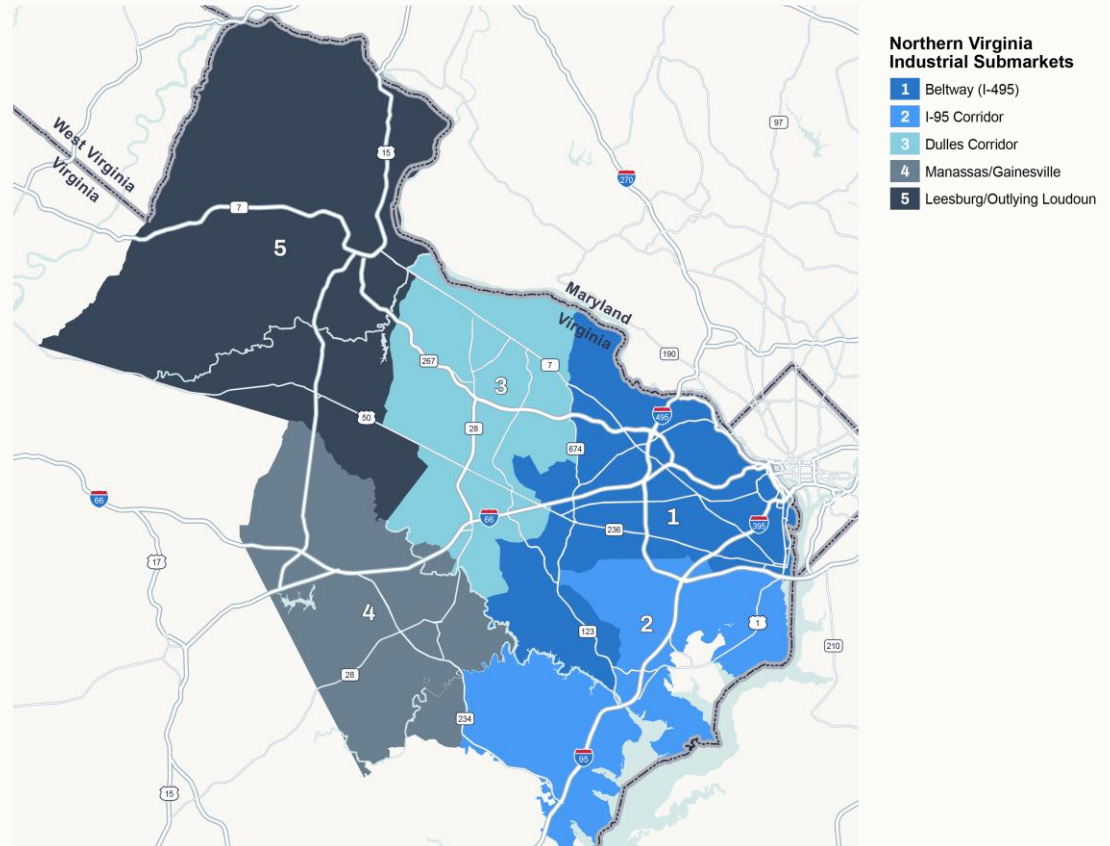 Northern Virginia
Industrial Submarkets
1 Beltway (I-495)
2 I-95 Corridor
3 Dulles Corridor
4 Manassas/Gainesville
5 Leesburg/Outlying Loudoun
97
West Virginia
Virginia
15
270
7
5
Maryland
Virginia
190
267
7
3
50
495
28
674
66
66
1
395
236
17
4
2
123
1
210
28
234
95
15